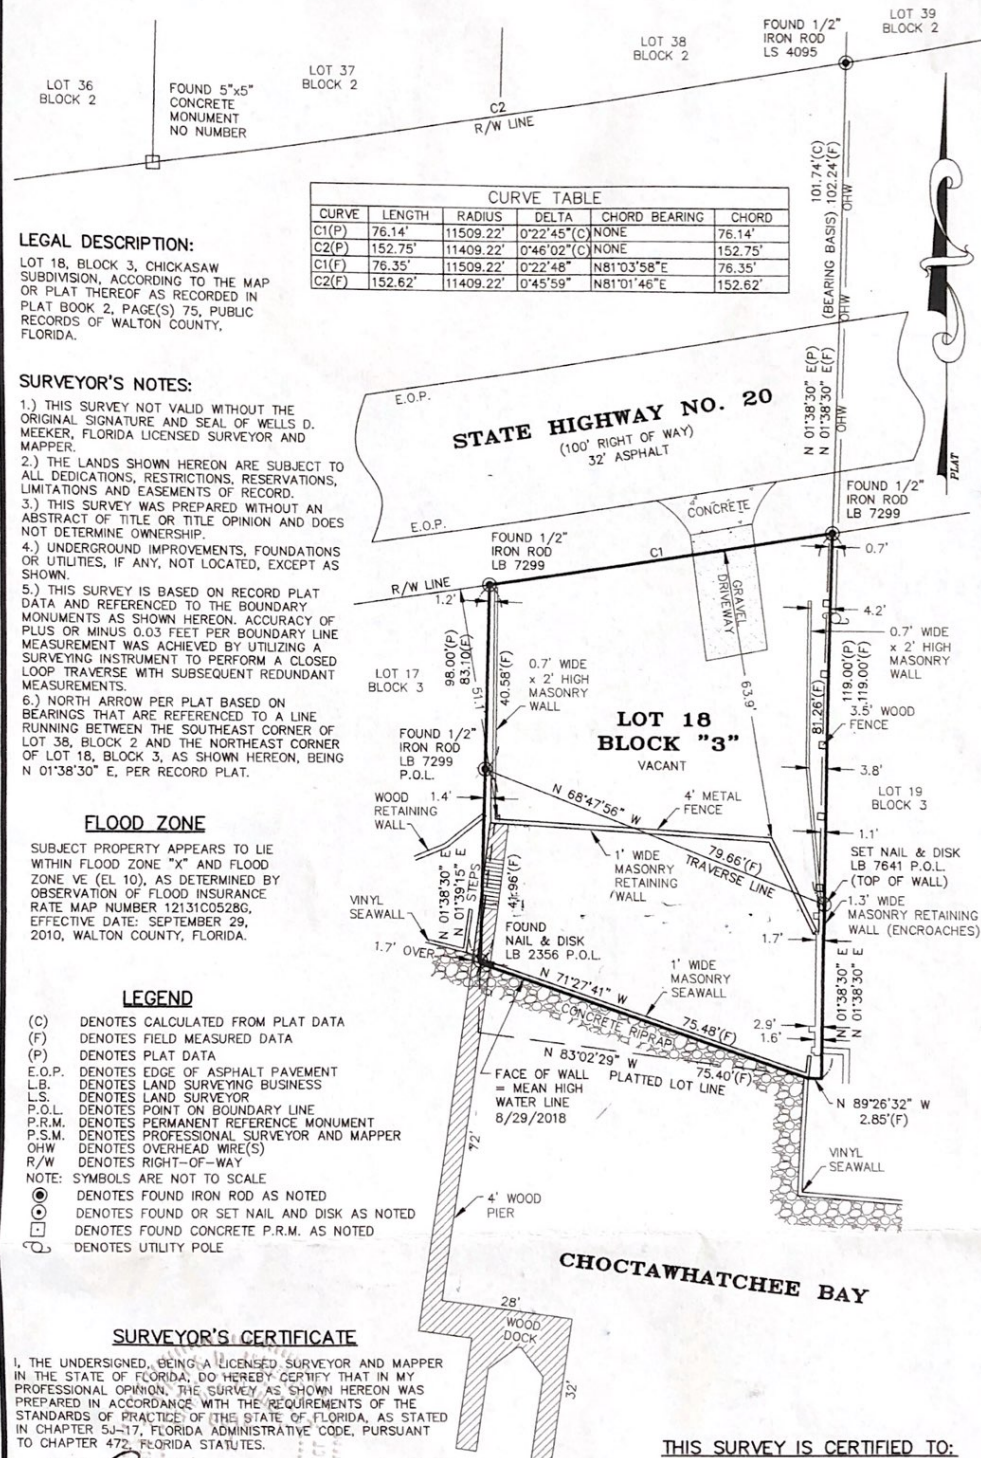 LOT 39
BLOCK 2
FOUND 1/2"
IRON ROD
LS 4095
LOT 38
BLOCK 2
LOT 37
BLOCK 2
LOT 36
BLOCK 2
FOUND 5"x5"
CONCRETE
MONUMENT
NO NUMBER
C2
R/W LINE
101.74'(C)
(BEARING BASIS) 102.24'(F)
OHW
OHW
OHW
OHW
N 01°38'30" E(P)
N 01°38'30" E(F)
PLAT
CURVE TABLE
CURVE LENGTH RADIUS DELTA CHORD BEARING CHORD
C1(P) 76.14' 11509.22' 0°22'45"(C) NONE 76.14'
C2(P) 152.75' 11409.22' 0°46'02"(C) NONE 152.75'
C1(F) 76.35' 11509.22' 0°22'48" N81°03'58"E 76.35'
C2(F) 152.62' 11409.22' 0°45'59" N81°01'46"E 152.62'
LEGAL DESCRIPTION:
LOT 18, BLOCK 3, CHICKASAW
SUBDIVISION, ACCORDING TO THE MAP
OR PLAT THEREOF AS RECORDED IN
PLAT BOOK 2, PAGE(S) 75, PUBLIC
RECORDS OF WALTON COUNTY,
FLORIDA.
SURVEYOR'S NOTES:
1.) THIS SURVEY NOT VALID WITHOUT THE
ORIGINAL SIGNATURE AND SEAL OF WELLS D.
MEEKER, FLORIDA LICENSED SURVEYOR AND
MAPPER.
2.) THE LANDS SHOWN HEREON ARE SUBJECT TO
ALL DEDICATIONS, RESTRICTIONS, RESERVATIONS,
LIMITATIONS AND EASEMENTS OF RECORD.
3.) THIS SURVEY WAS PREPARED WITHOUT AN
ABSTRACT OF TITLE OR TITLE OPINION AND DOES
NOT DETERMINE OWNERSHIP.
4.) UNDERGROUND IMPROVEMENTS, FOUNDATIONS
OR UTILITIES, IF ANY, NOT LOCATED, EXCEPT AS
SHOWN.
5.) THIS SURVEY IS BASED ON RECORD PLAT
DATA AND REFERENCED TO THE BOUNDARY
MONUMENTS AS SHOWN HEREON. ACCURACY OF
PLUS OR MINUS 0.03 FEET PER BOUNDARY LINE
MEASUREMENT WAS ACHIEVED BY UTILIZING A
SURVEYING INSTRUMENT TO PERFORM A CLOSED
LOOP TRAVERSE WITH SUBSEQUENT REDUNDANT
MEASUREMENTS.
6.) NORTH ARROW PER PLAT BASED ON
BEARINGS THAT ARE REFERENCED TO A LINE
RUNNING BETWEEN THE SOUTHEAST CORNER OF
LOT 38, BLOCK 2 AND THE NORTHEAST CORNER
OF LOT 18, BLOCK 3, AS SHOWN HEREON, BEING
N 01°38'30" E, PER RECORD PLAT.
FLOOD ZONE
SUBJECT PROPERTY APPEARS TO LIE
WITHIN FLOOD ZONE "X" AND FLOOD
ZONE VE (EL 10), AS DETERMINED BY
OBSERVATION OF FLOOD INSURANCE
RATE MAP NUMBER 12131C0528G,
EFFECTIVE DATE: SEPTEMBER 29,
2010, WALTON COUNTY, FLORIDA.
LEGEND
(C) DENOTES CALCULATED FROM PLAT DATA
(F) DENOTES FIELD MEASURED DATA
(P) DENOTES PLAT DATA
E.O.P. DENOTES EDGE OF ASPHALT PAVEMENT
L.B. DENOTES LAND SURVEYING BUSINESS
L.S. DENOTES LAND SURVEYOR
P.O.L. DENOTES POINT ON BOUNDARY LINE
P.R.M. DENOTES PERMANENT REFERENCE MONUMENT
P.S.M. DENOTES PROFESSIONAL SURVEYOR AND MAPPER
OHW DENOTES OVERHEAD WIRE(S)
R/W DENOTES RIGHT-OF-WAY
NOTE: SYMBOLS ARE NOT TO SCALE
DENOTES FOUND IRON ROD AS NOTED
DENOTES FOUND OR SET NAIL AND DISK AS NOTED
DENOTES FOUND CONCRETE P.R.M. AS NOTED
DENOTES UTILITY POLE
SURVEYOR'S CERTIFICATE
I, THE UNDERSIGNED, BEING A LICENSED SURVEYOR AND MAPPER
IN THE STATE OF FLORIDA, DO HEREBY CERTIFY THAT IN MY
PROFESSIONAL OPINION, THE SURVEY AS SHOWN HEREON WAS
PREPARED IN ACCORDANCE WITH THE REQUIREMENTS OF THE
STANDARDS OF PRACTICE OF THE STATE OF FLORIDA, AS STATED
IN CHAPTER 5J-17, FLORIDA ADMINISTRATIVE CODE, PURSUANT
TO CHAPTER 472, FLORIDA STATUTES.
E.O.P.
STATE HIGHWAY NO. 20
(100' RIGHT OF WAY)
32' ASPHALT
E.O.P.
CONCRETE
FOUND 1/2"
IRON ROD
LB 7299
FOUND 1/2"
IRON ROD
LB 7299
C1
R/W LINE
1.2'
0.7'
GRAVEL
DRIVEWAY
4.2'
0.7' WIDE
x 2' HIGH
MASONRY
WALL
98.00'(P)
83.10'(F)
51.1'
40.58'(F)
0.7' WIDE
x 2' HIGH
MASONRY
WALL
LOT 17
BLOCK 3
63.9'
119.00'(P)
119.00'(F)
81.26'(F)
3.5' WOOD
FENCE
LOT 18
BLOCK "3"
VACANT
FOUND 1/2"
IRON ROD
LB 7299
P.O.L.
3.8'
LOT 19
BLOCK 3
WOOD
RETAINING
WALL
1.4'
N 68°47'56" W
79.66'(F)
TRAVERSE LINE
4' METAL
FENCE
1.1'
1' WIDE
MASONRY
RETAINING
WALL
SET NAIL & DISK
LB 7641 P.O.L.
(TOP OF WALL)
1.3' WIDE
MASONRY RETAINING
WALL (ENCROACHES)
N 01°38'30" E
N 01°39'15" E
STEPS
41.96'(F)
VINYL
SEAWALL
FOUND
NAIL & DISK
LB 2356 P.O.L.
1.7' OVER
1.7'
1' WIDE
MASONRY
SEAWALL
N 71°27'41" W
75.48'(F)
CONCRETE RIPRAP
N 01°38'30" E
N 01°38'30" E
2.9'
1.6'
N 83°02'29" W
75.40'(F)
PLATTED LOT LINE
FACE OF WALL
= MEAN HIGH
WATER LINE
8/29/2018
N 89°26'32" W
2.85'(F)
72'
VINYL
SEAWALL
4' WOOD
PIER
CHOCTAWHATCHEE BAY
28'
WOOD
DOCK
32'
THIS SURVEY IS CERTIFIED TO: